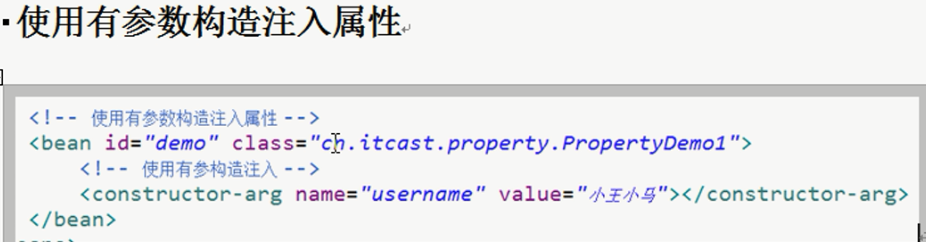 使用有参数构造注入属性
<!-- 使用有参数构造注入属性 -->
<bean id="demo" class="cn.itcast.property.PropertyDemo1">
<!-- 使用有参构造注入 -->
<constructor-arg name="username" value="小王小马"></constructor-arg>
</bean>